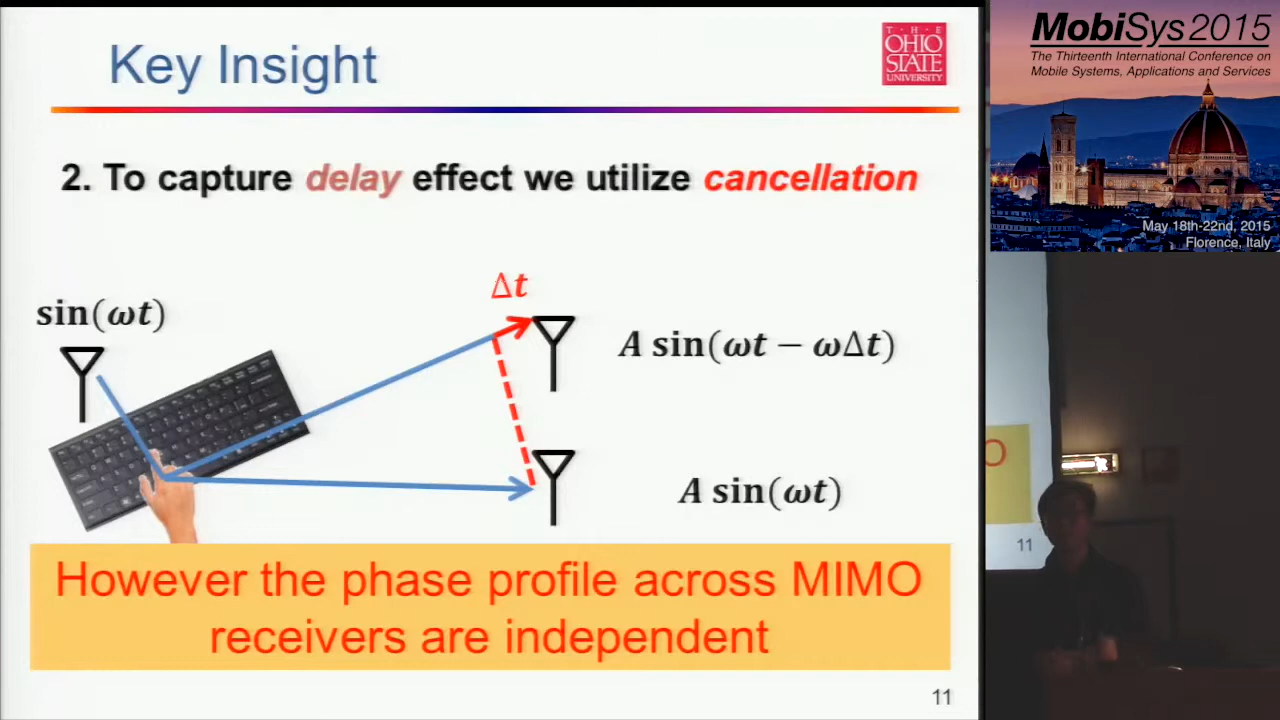 Key Insight
T·H·E
OHIO
STATE
UNIVERSITY
2. To capture delay effect we utilize cancellation
Δt
sin(ωt)
A sin(ωt − ωΔt)
A sin(ωt)
However the phase profile across MIMO
receivers are independent
11
MobiSys 2015
The Thirteenth International Conference on
Mobile Systems, Applications and Services
May 18th-22nd, 2015
Florence, Italy
O
11